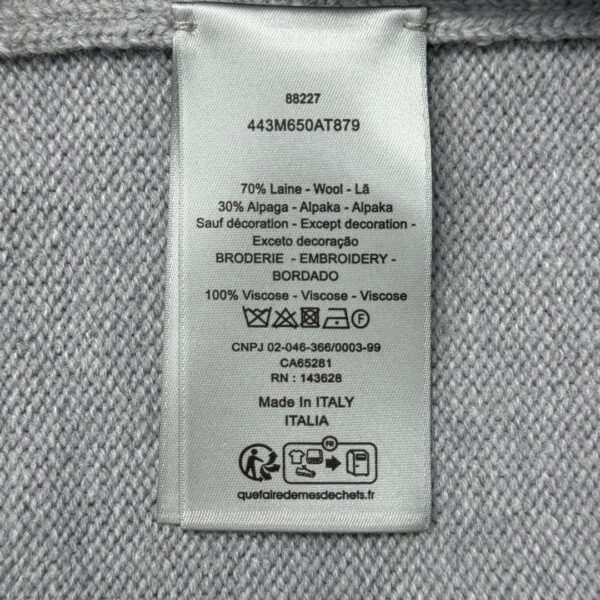 88227
443M650AT879
70% Laine - Wool - Lã
30% Alpaga - Alpaka - Alpaka
Sauf décoration - Except decoration -
Exceto decoração
BRODERIE - EMBROIDERY -
BORDADO
100% Viscose - Viscose - Viscose
F
CNPJ 02-046-366/0003-99
CA65281
RN : 143628
Made In ITALY
ITALIA
FR
quefairedemesdechets.fr